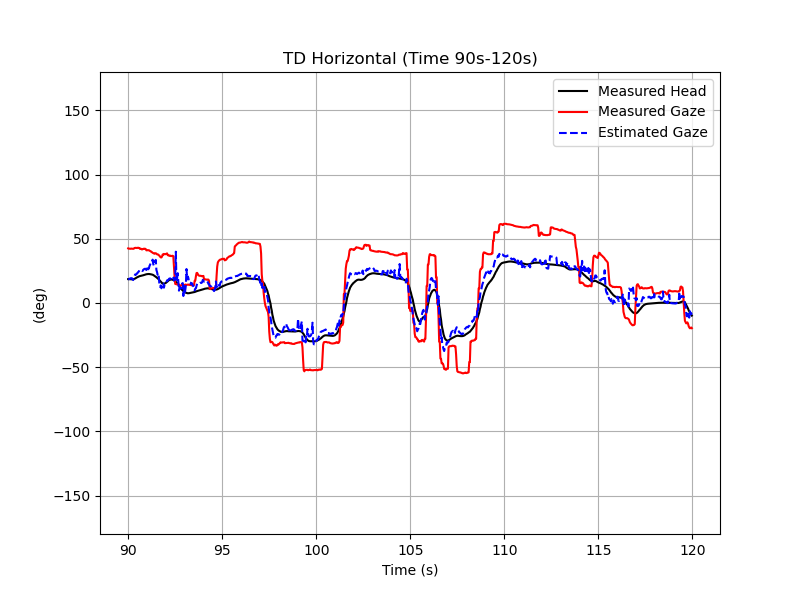 TD Horizontal (Time 90s-120s)
Measured Head
Measured Gaze
Estimated Gaze
150
100
50
0
−50
−100
−150
(deg)
90 95 100 105 110 115 120
Time (s)